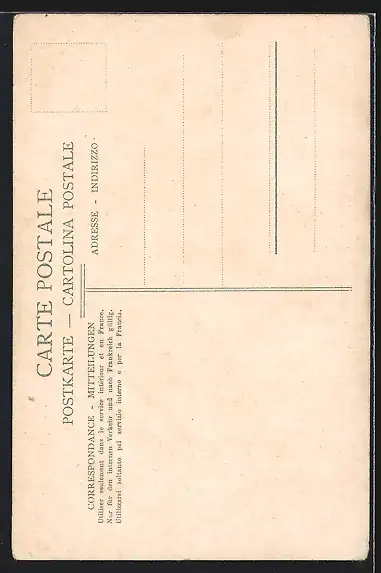 CARTE POSTALE
POSTKARTE — CARTOLINA POSTALE
CORRESPONDANCE - MITTEILUNGEN
Utiliser seulement dans le service intérieur et en France.
Nur für den internen Verkehr und nach Frankreich gültig.
Utilizzarsi soltanto pel servizio interno e per la Francia.
ADRESSE - INDIRIZZO